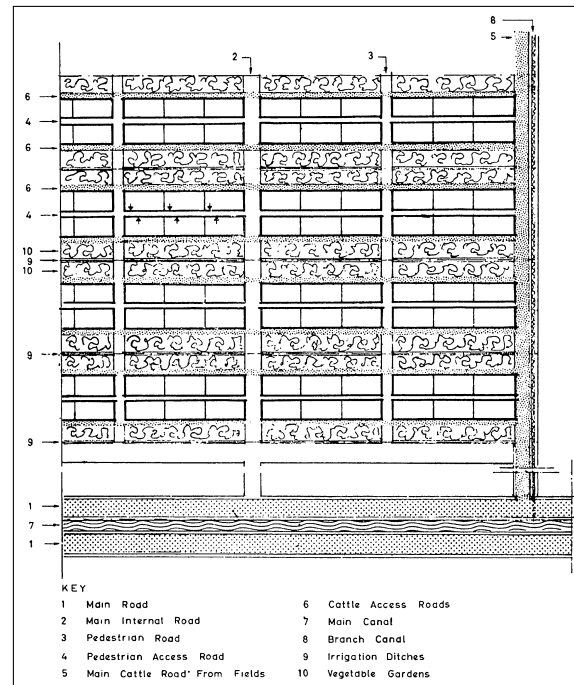 8
5
2 3
6
4
6
6
4
10
9
10
9
9
1
7
1
KEY
1 Main Road
2 Main Internal Road
3 Pedestrian Road
4 Pedestrian Access Road
5 Main Cattle Road From Fields
6 Cattle Access Roads
7 Main Canal
8 Branch Canal
9 Irrigation Ditches
10 Vegetable Gardens